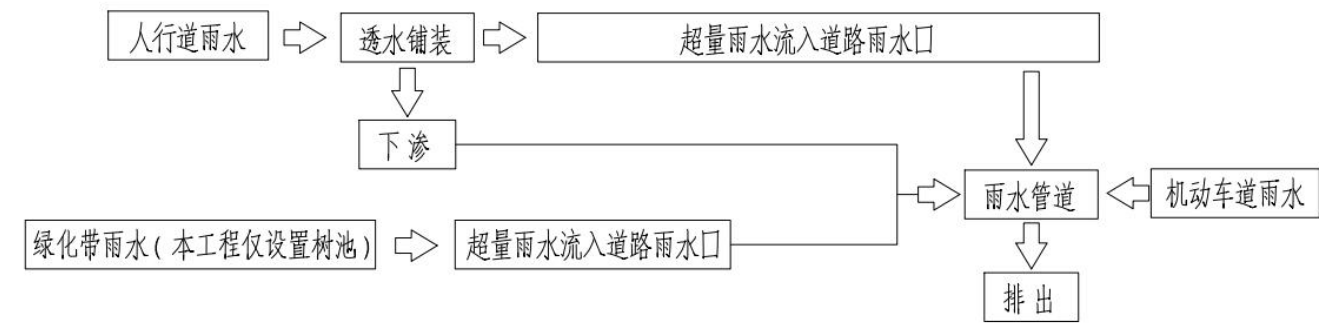 人行道雨水
透水铺装
超量雨水流入道路雨水口
下渗
雨水管道
机动车道雨水
绿化带雨水(本工程仅设置树池)
超量雨水流入道路雨水口
排出